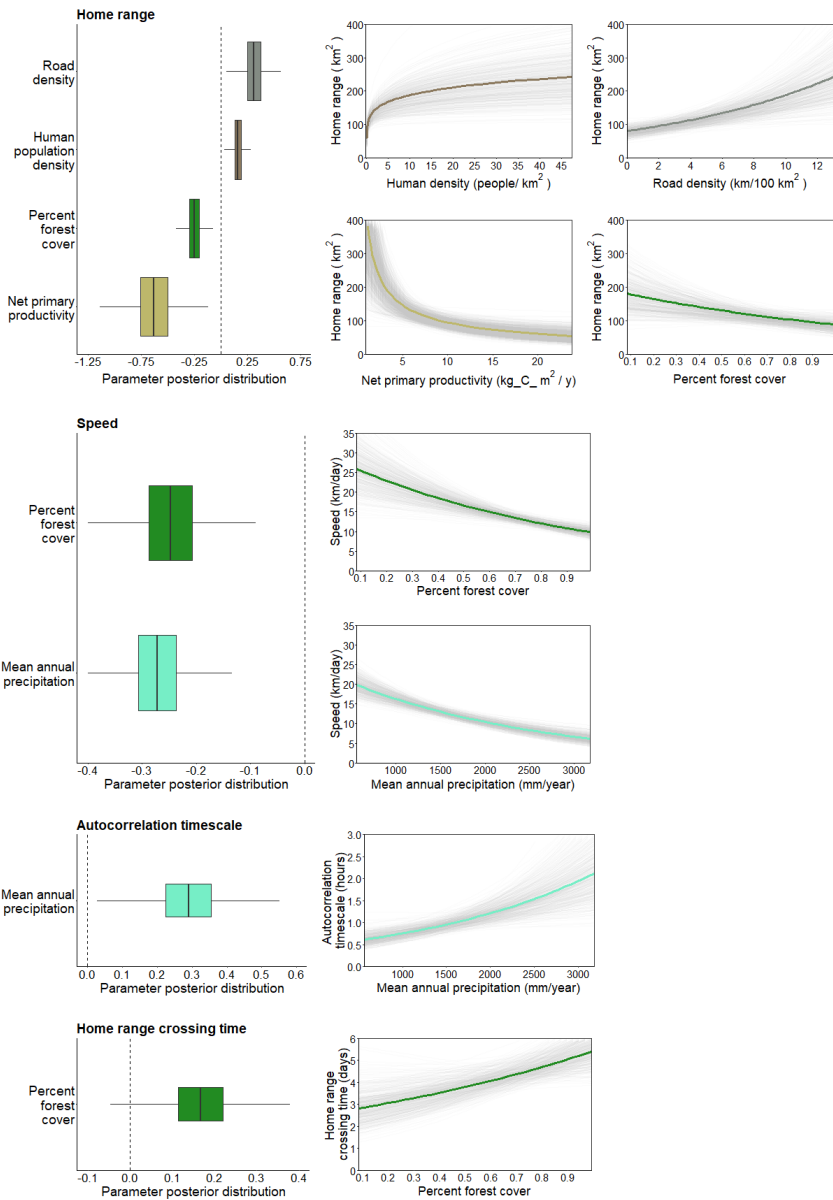 Home range
Road
density
Human
population
density
Percent
forest
cover
Net primary
productivity
-1.25 -0.75 -0.25 0.25 0.75
Parameter posterior distribution
Home range ( km2 )
400
300
200
100
0
0 5 10 15 20 25 30 35 40 45
Human density (people/ km2 )
Home range ( km2 )
400
300
200
100
0
0 2 4 6 8 10 12
Road density (km/100 km2 )
Home range ( km2 )
400
300
200
100
0
5 10 15 20
Net primary productivity (kg_C_ m2 / y)
Home range ( km2 )
400
300
200
100
0
0.1 0.2 0.3 0.4 0.5 0.6 0.7 0.8 0.9
Percent forest cover
Speed
Percent
forest
cover
Mean annual
precipitation
-0.4 -0.3 -0.2 -0.1 0.0
Parameter posterior distribution
Speed (km/day)
35
30
25
20
15
10
5
0
0.1 0.2 0.3 0.4 0.5 0.6 0.7 0.8 0.9
Percent forest cover
Speed (km/day)
35
30
25
20
15
10
5
0
1000 1500 2000 2500 3000
Mean annual precipitation (mm/year)
Autocorrelation timescale
Mean annual
precipitation
0.0 0.1 0.2 0.3 0.4 0.5 0.6
Parameter posterior distribution
Autocorrelation
timescale (hours)
3.0
2.5
2.0
1.5
1.0
0.5
0.0
1000 1500 2000 2500 3000
Mean annual precipitation (mm/year)
Home range crossing time
Percent
forest
cover
-0.1 0.0 0.1 0.2 0.3 0.4
Parameter posterior distribution
Home range
crossing time (days)
6
5
4
3
2
1
0
0.1 0.2 0.3 0.4 0.5 0.6 0.7 0.8 0.9
Percent forest cover